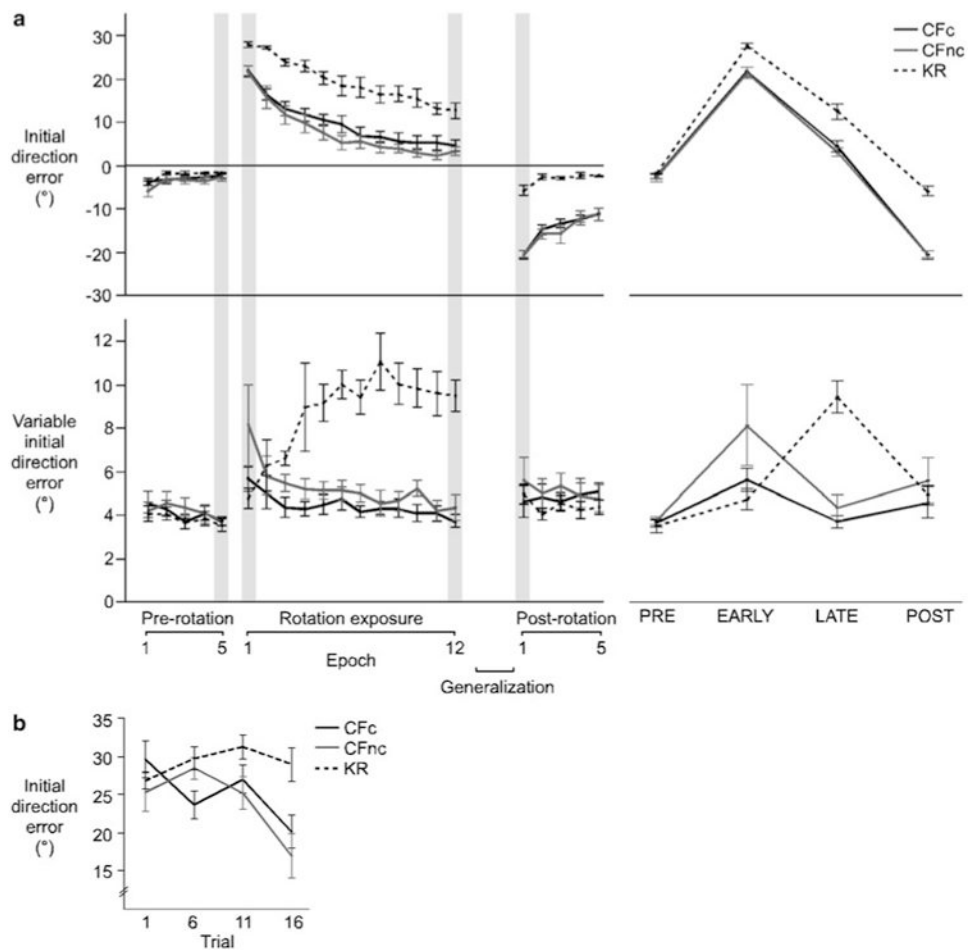 a
CFc
CFnc
KR
Initial
direction
error
(°)
30
20
10
0
-10
-20
-30
Variable
initial
direction
error
(°)
12
10
8
6
4
2
0
Pre-rotation
Rotation exposure
Post-rotation
1 5 1 12 1 5
Epoch
Generalization
PRE EARLY LATE POST
b
CFc
CFnc
KR
Initial
direction
error
(°)
35
30
25
20
15
1 6 11 16
Trial